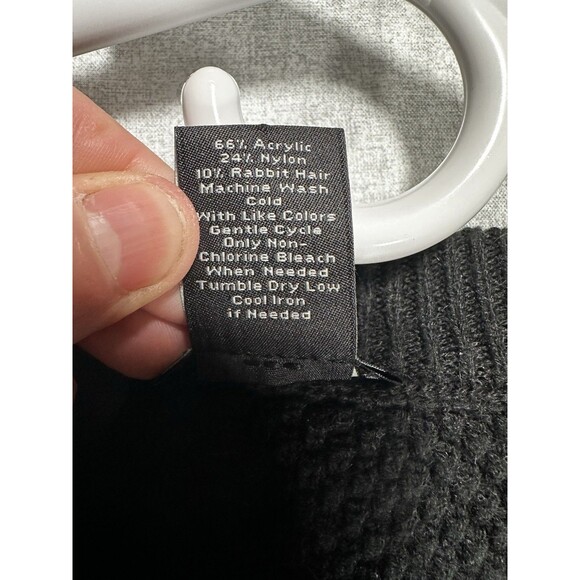 66% Acrylic
24% Nylon
10% Rabbit Hair
Machine Wash
Cold
With Like Colors
Gentle Cycle
Only Non-
Chlorine Bleach
When Needed
Tumble Dry Low
Cool Iron
if Needed